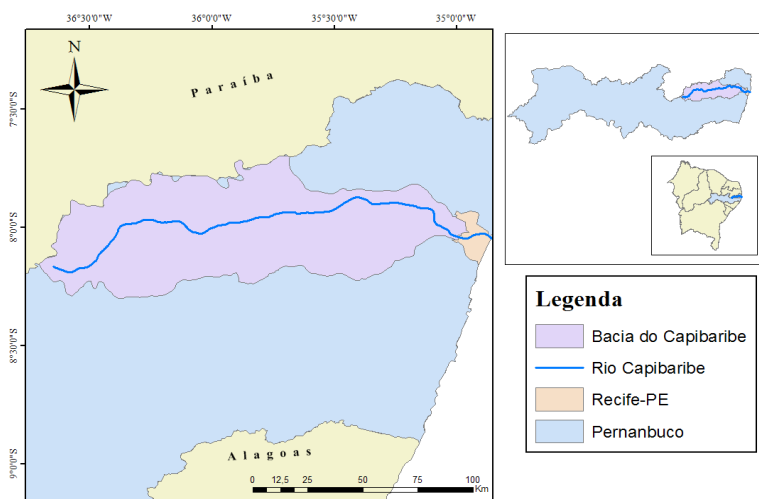 36°30'0"W 36°0'0"W 35°30'0"W 35°0'0"W
N
Paraíba
7°30'0"S
8°0'0"S
8°30'0"S
9°0'0"S
Alagoas
0 12,5 25 50 75 100
Km
Legenda
Bacia do Capibaribe
Rio Capibaribe
Recife-PE
Pernanbuco